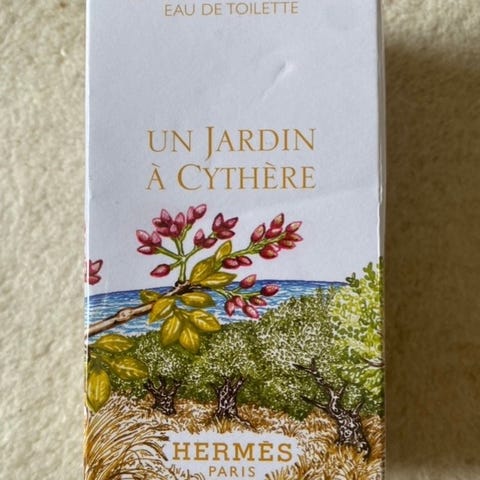 EAU DE TOILETTE
UN JARDIN
À CYTHÈRE
HERMÈS
PARIS